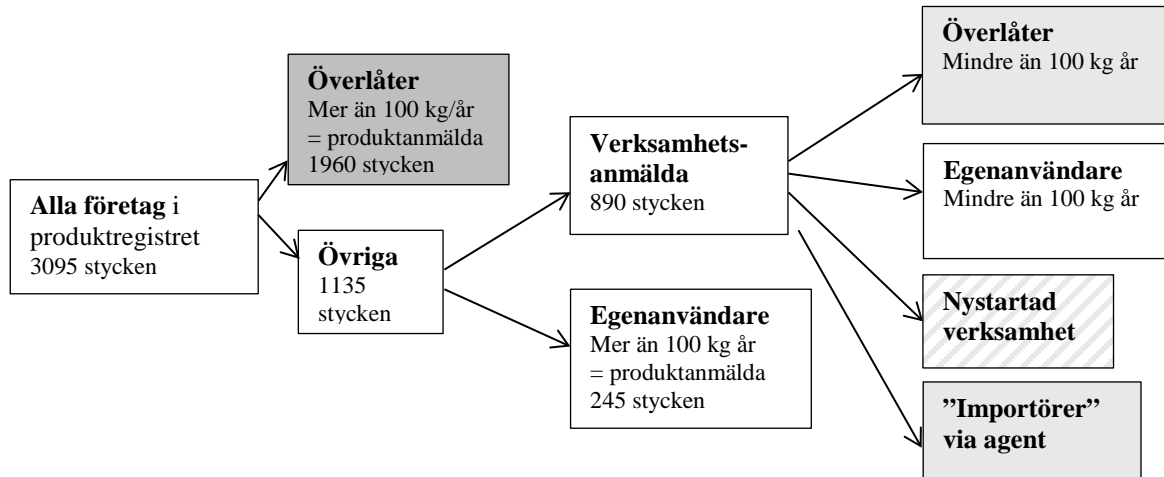 Alla företag i
produktregistret
3095 stycken
Överlåter
Mer än 100 kg/år
= produktanmälda
1960 stycken
Övriga
1135
stycken
Verksamhets-
anmälda
890 stycken
Egenanvändare
Mer än 100 kg år
= produktanmälda
245 stycken
Överlåter
Mindre än 100 kg år
Egenanvändare
Mindre än 100 kg år
Nystartad
verksamhet
”Importörer”
via agent